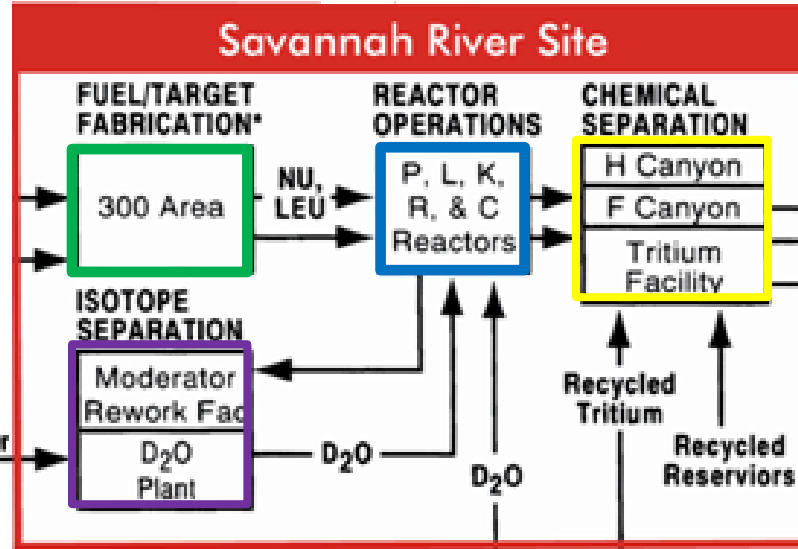 Savannah River Site
FUEL/TARGET
FABRICATION*
300 Area
NU,
LEU
REACTOR
OPERATIONS
P, L, K,
R, & C
Reactors
CHEMICAL
SEPARATION
H Canyon
F Canyon
Tritium
Facility
ISOTOPE
SEPARATION
Moderator
Rework Fac
D₂O
Plant
D₂O
D₂O
Recycled
Tritium
Recycled
Reserviors
r